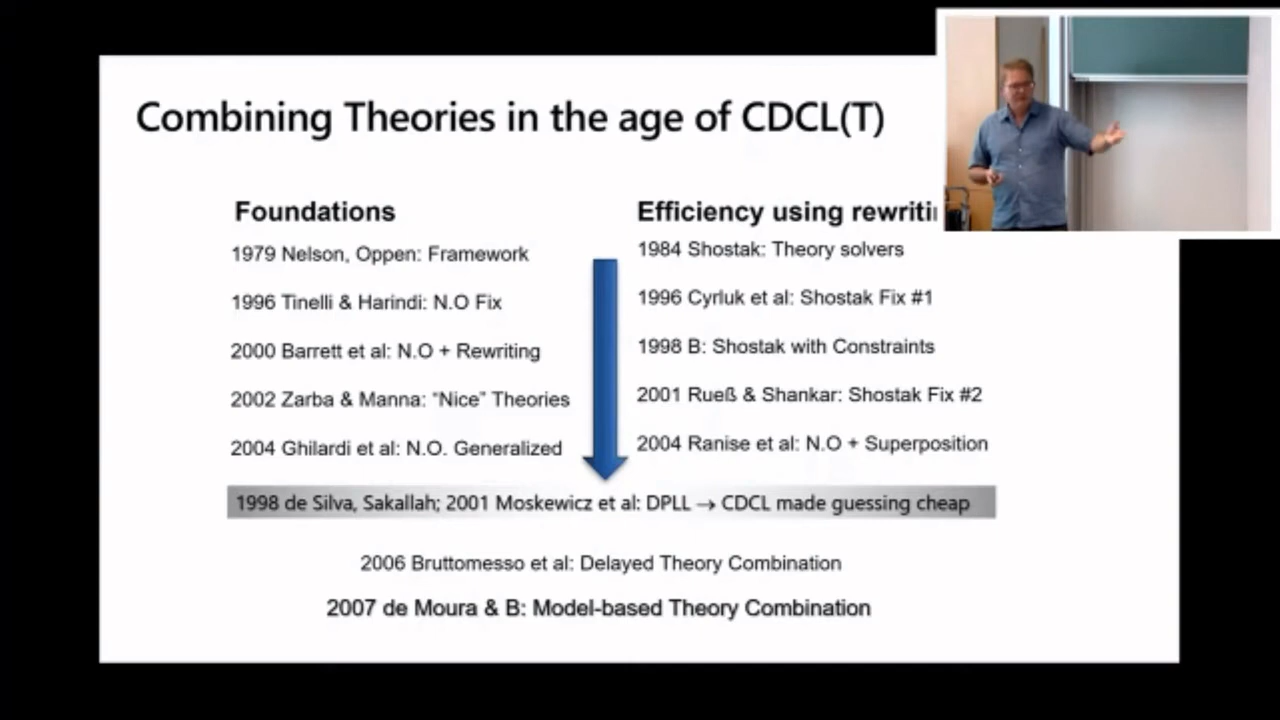 Combining Theories in the age of CDCL(T)
Foundations
1979 Nelson, Oppen: Framework
1996 Tinelli & Harindi: N.O Fix
2000 Barrett et al: N.O + Rewriting
2002 Zarba & Manna: “Nice” Theories
2004 Ghilardi et al: N.O. Generalized
Efficiency using
1984 Shostak: Theory solvers
1996 Cyrluk et al: Shostak Fix #1
1998 B: Shostak with Constraints
2001 Rueß & Shankar: Shostak Fix #2
2004 Ranise et al: N.O + Superposition
1998 de Silva, Sakallah; 2001 Moskewicz et al: DPLL → CDCL made guessing cheap
2006 Bruttomesso et al: Delayed Theory Combination
2007 de Moura & B: Model-based Theory Combination